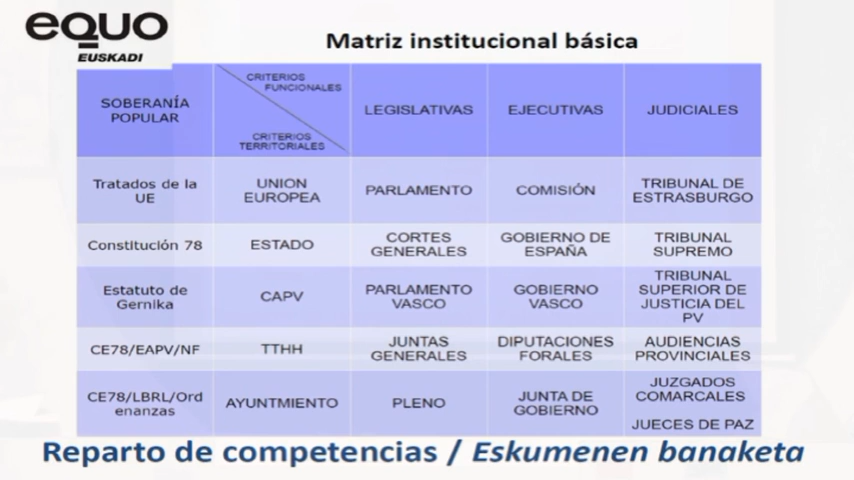 equo
EUSKADI
Matriz institucional básica
SOBERANÍA
POPULAR
CRITERIOS
FUNCIONALES
CRITERIOS
TERRITORIALES
LEGISLATIVAS
EJECUTIVAS
JUDICIALES
Tratados de la
UE
UNION
EUROPEA
PARLAMENTO
COMISIÓN
TRIBUNAL DE
ESTRASBURGO
Constitución 78
ESTADO
CORTES
GENERALES
GOBIERNO DE
ESPAÑA
TRIBUNAL
SUPREMO
Estatuto de
Gernika
CAPV
PARLAMENTO
VASCO
GOBIERNO
VASCO
TRIBUNAL
SUPERIOR DE
JUSTICIA DEL
PV
CE78/EAPV/NF
TTHH
JUNTAS
GENERALES
DIPUTACIONES
FORALES
AUDIENCIAS
PROVINCIALES
CE78/LBRL/Ord
enanzas
AYUNTMIENTO
PLENO
JUNTA DE
GOBIERNO
JUZGADOS
COMARCALES
JUECES DE PAZ
Reparto de competencias / Eskumenen banaketa